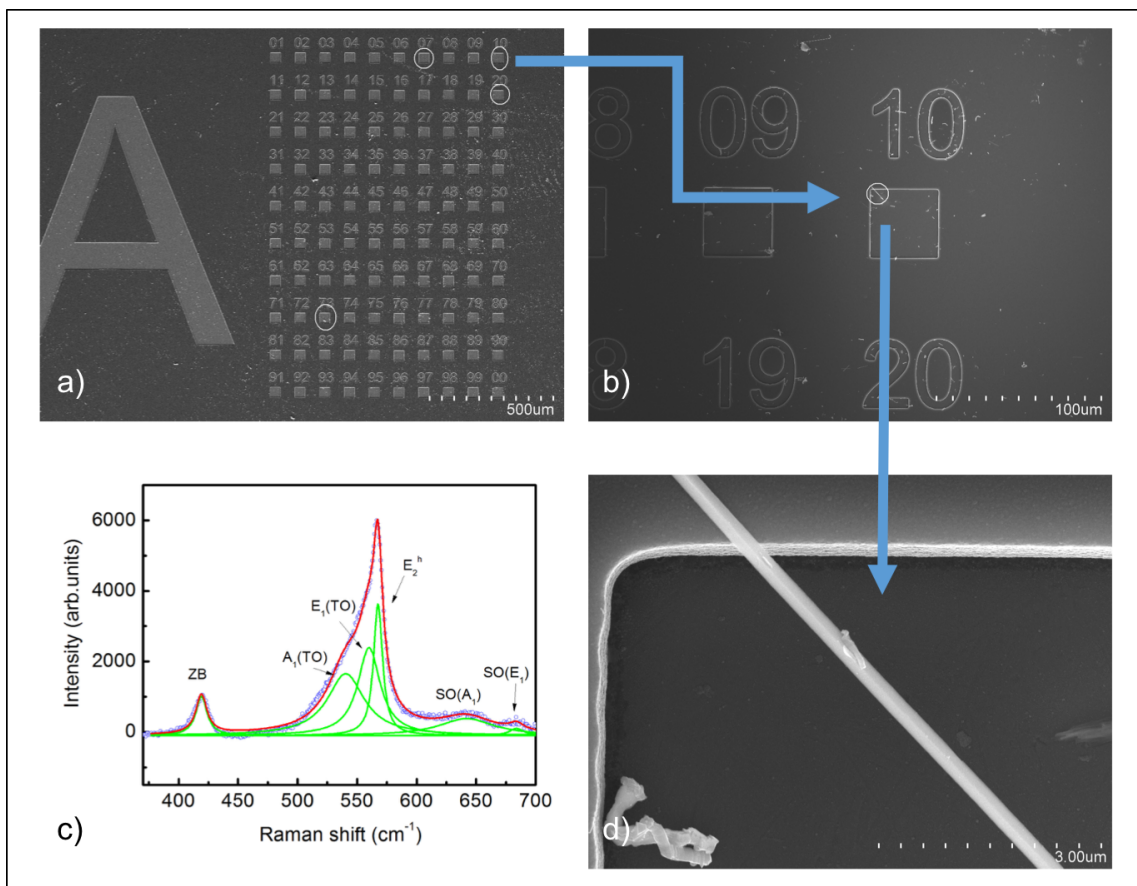 01 02 03 04 05 06 07 08 09 10
11 12 13 14 15 16 17 18 19 20
21 22 23 24 25 26 27 28 29 30
31 32 33 34 35 36 37 38 39 40
41 42 43 44 45 46 47 48 49 50
51 52 53 54 55 56 57 58 59 60
61 62 63 64 65 66 67 68 69 70
71 72 73 74 75 76 77 78 79 80
81 82 83 84 85 86 87 88 89 90
91 92 93 94 95 96 97 98 99 00
A
a)
500um
8 09 10
8 19 20
b)
100um
6000
4000
2000
0
Intensity (arb.units)
ZB
A₁(TO)
E₁(TO)
E₂ʰ
SO(A₁)
SO(E₁)
400 450 500 550 600 650 700
Raman shift (cm⁻¹)
c)
d)
3.00um